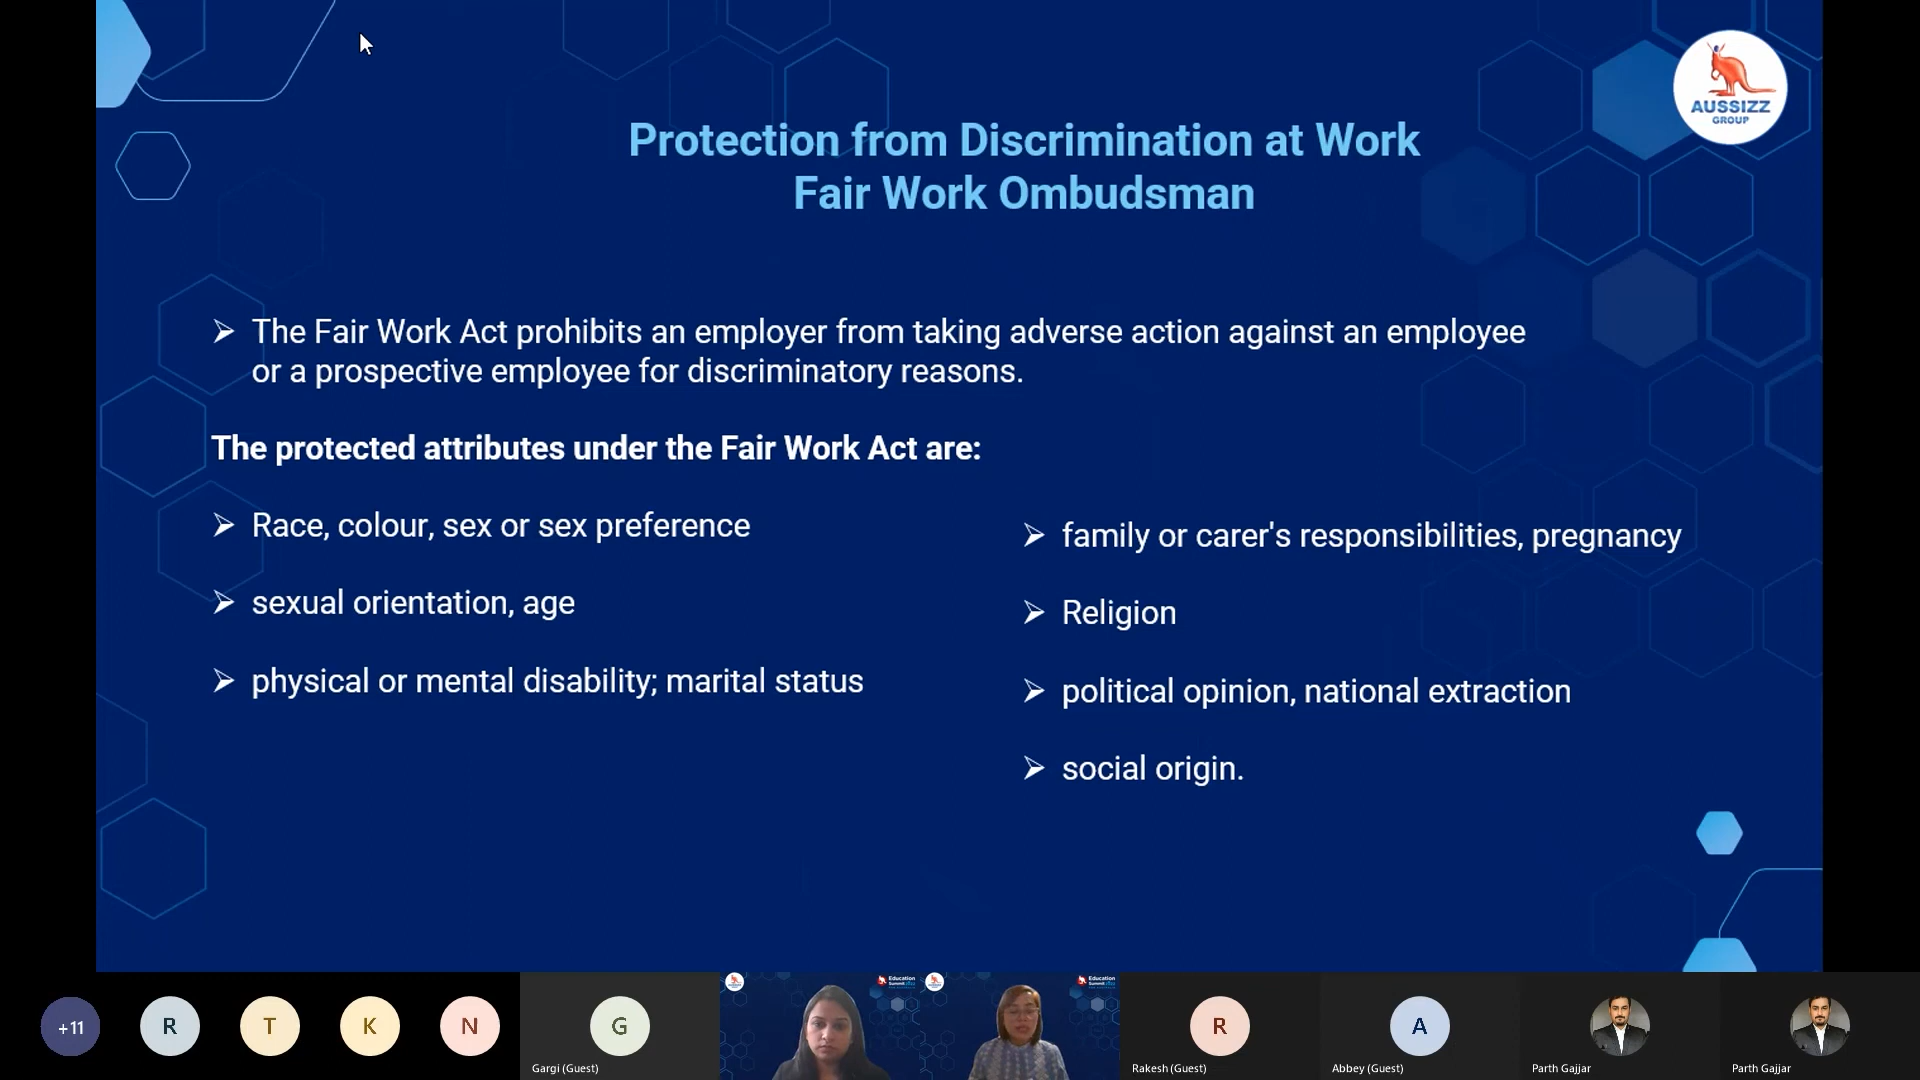 AUSSIZZ
GROUP
Protection from Discrimination at Work
Fair Work Ombudsman
➢ The Fair Work Act prohibits an employer from taking adverse action against an employee
or a prospective employee for discriminatory reasons.
The protected attributes under the Fair Work Act are:
➢ Race, colour, sex or sex preference
➢ sexual orientation, age
➢ physical or mental disability; marital status
➢ family or carer's responsibilities, pregnancy
➢ Religion
➢ political opinion, national extraction
➢ social origin.
+11
R
T
K
N
G
Gargi (Guest)
Education
Summit
Education
Summit
R
Rakesh (Guest)
A
Abbey (Guest)
Parth Gajjar
Parth Gajjar